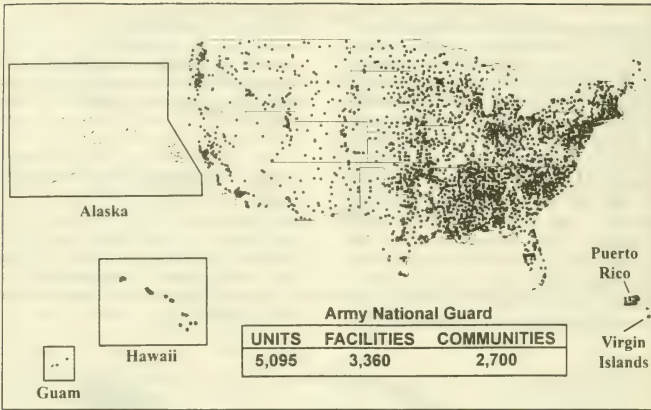 Alaska
Hawaii
Guam
Puerto
Rico
Virgin
Islands
Army National Guard
UNITS FACILITIES COMMUNITIES
5,095 3,360 2,700